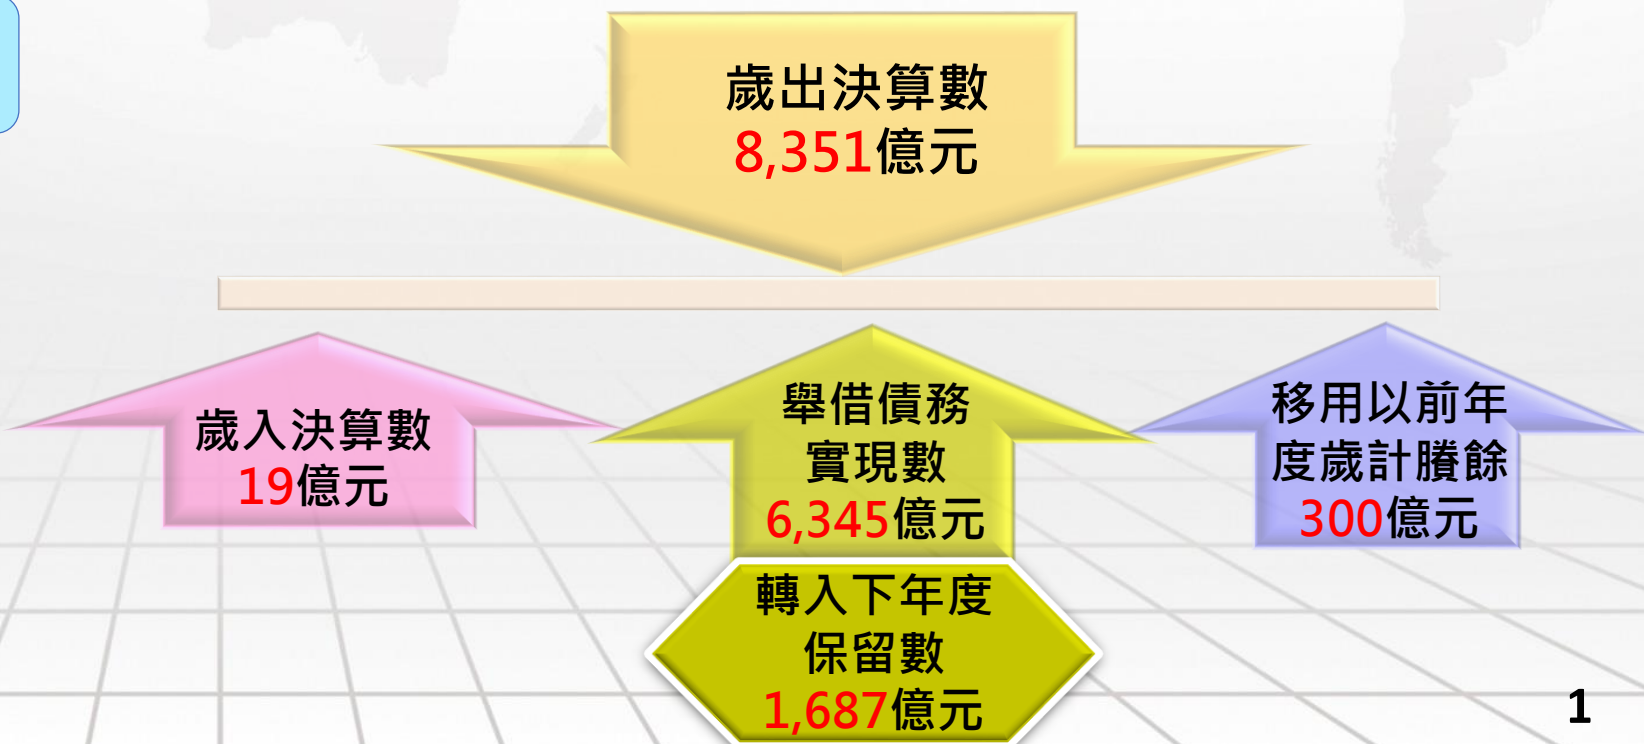 歲出決算數
8,351億元
歲入決算數
19億元
舉借債務
實現數
6,345億元
轉入下年度
保留數
1,687億元
移用以前年
度歲計賸餘
300億元
1